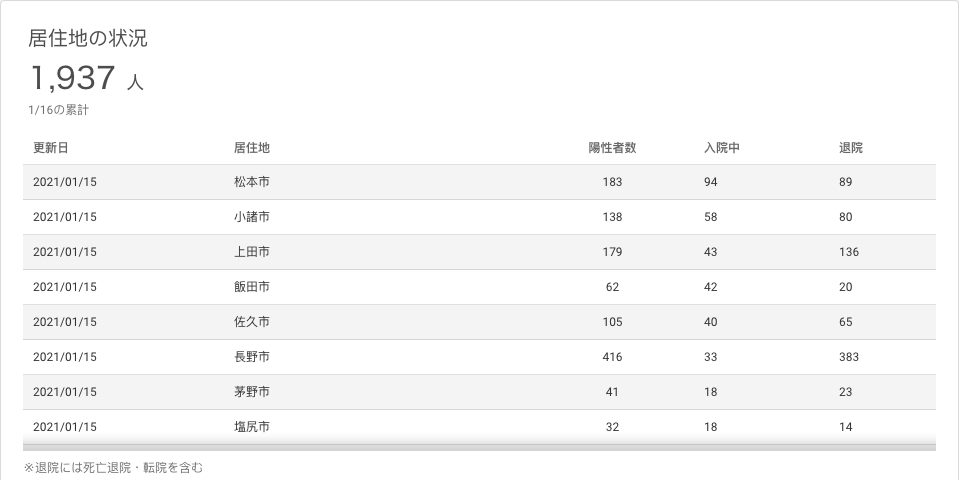 居住地の状況
1,937 人
1/16の累計
更新日 居住地 陽性者数 入院中 退院
2021/01/15 松本市 183 94 89
2021/01/15 小諸市 138 58 80
2021/01/15 上田市 179 43 136
2021/01/15 飯田市 62 42 20
2021/01/15 佐久市 105 40 65
2021/01/15 長野市 416 33 383
2021/01/15 茅野市 41 18 23
2021/01/15 塩尻市 32 18 14
※退院には死亡退院・転院を含む